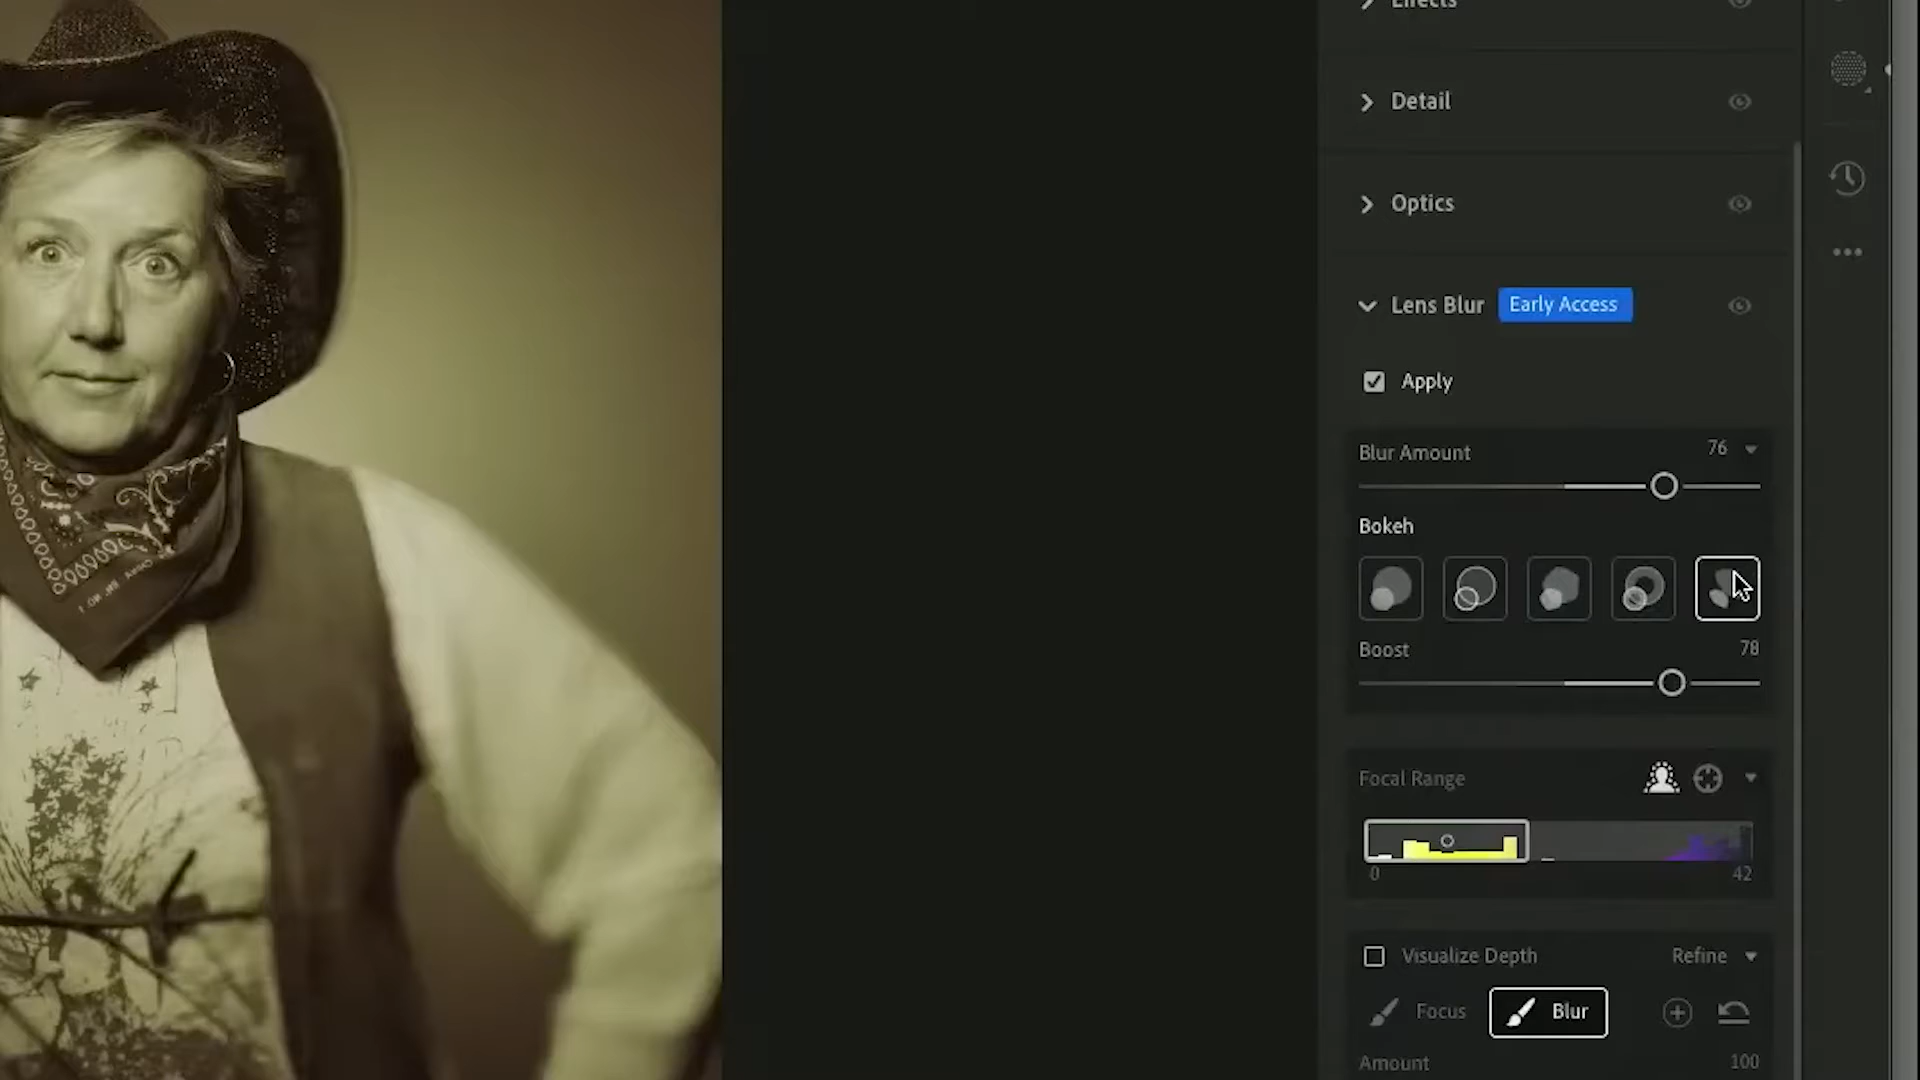 Effects
Detail
Optics
Lens Blur Early Access
Apply
Blur Amount 76
Bokeh
Boost 78
Focal Range
0 42
Visualize Depth Refine
Focus Blur
Amount 100